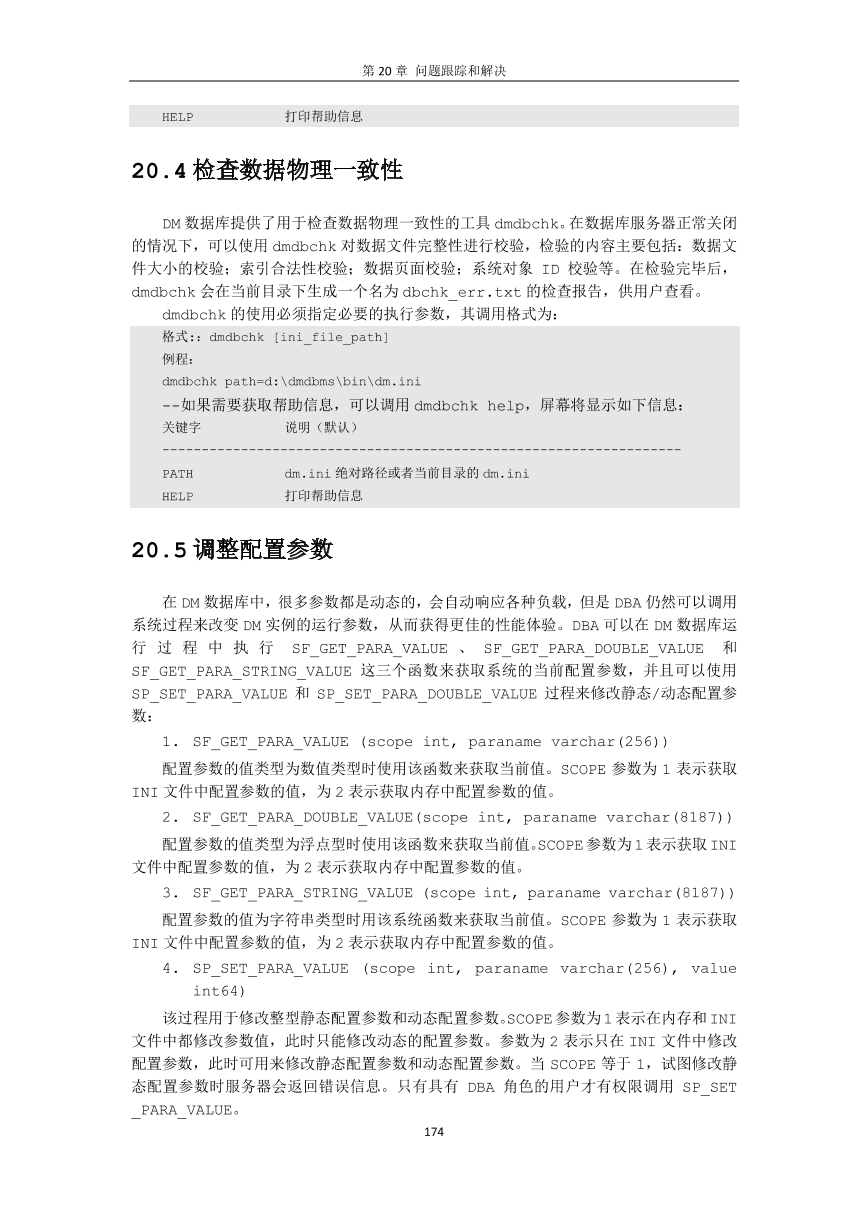 第 20 章 问题跟踪和解决
HELP 打印帮助信息
20.4 检查数据物理一致性
DM 数据库提供了用于检查数据物理一致性的工具 dmdbchk。在数据库服务器正常关闭
的情况下，可以使用 dmdbchk 对数据文件完整性进行校验，检验的内容主要包括：数据文
件大小的校验；索引合法性校验；数据页面校验；系统对象 ID 校验等。在检验完毕后，
dmdbchk 会在当前目录下生成一个名为 dbchk_err.txt 的检查报告，供用户查看。
dmdbchk 的使用必须指定必要的执行参数，其调用格式为：
格式:：dmdbchk [ini_file_path]
例程：
dmdbchk path=d:\dmdbms\bin\dm.ini
--如果需要获取帮助信息，可以调用 dmdbchk help，屏幕将显示如下信息：
关键字 说明（默认）
--------------------------------------------------------------------
PATH dm.ini 绝对路径或者当前目录的 dm.ini
HELP 打印帮助信息
20.5 调整配置参数
在 DM 数据库中，很多参数都是动态的，会自动响应各种负载，但是 DBA 仍然可以调用
系统过程来改变 DM 实例的运行参数，从而获得更佳的性能体验。DBA 可以在 DM 数据库运
行 过 程 中 执 行 SF_GET_PARA_VALUE 、 SF_GET_PARA_DOUBLE_VALUE 和
SF_GET_PARA_STRING_VALUE 这三个函数来获取系统的当前配置参数，并且可以使用
SP_SET_PARA_VALUE 和 SP_SET_PARA_DOUBLE_VALUE 过程来修改静态/动态配置参
数：
1. SF_GET_PARA_VALUE (scope int, paraname varchar(256))
配置参数的值类型为数值类型时使用该函数来获取当前值。SCOPE 参数为 1 表示获取
INI 文件中配置参数的值，为 2 表示获取内存中配置参数的值。
2. SF_GET_PARA_DOUBLE_VALUE(scope int, paraname varchar(8187))
配置参数的值类型为浮点型时使用该函数来获取当前值。SCOPE 参数为 1 表示获取 INI
文件中配置参数的值，为 2 表示获取内存中配置参数的值。
3. SF_GET_PARA_STRING_VALUE (scope int, paraname varchar(8187))
配置参数的值为字符串类型时用该系统函数来获取当前值。SCOPE 参数为 1 表示获取
INI 文件中配置参数的值，为 2 表示获取内存中配置参数的值。
4. SP_SET_PARA_VALUE (scope int, paraname varchar(256), value
int64)
该过程用于修改整型静态配置参数和动态配置参数。SCOPE 参数为 1 表示在内存和 INI
文件中都修改参数值，此时只能修改动态的配置参数。参数为 2 表示只在 INI 文件中修改
配置参数，此时可用来修改静态配置参数和动态配置参数。当 SCOPE 等于 1，试图修改静
态配置参数时服务器会返回错误信息。只有具有 DBA 角色的用户才有权限调用 SP_SET
_PARA_VALUE。
174